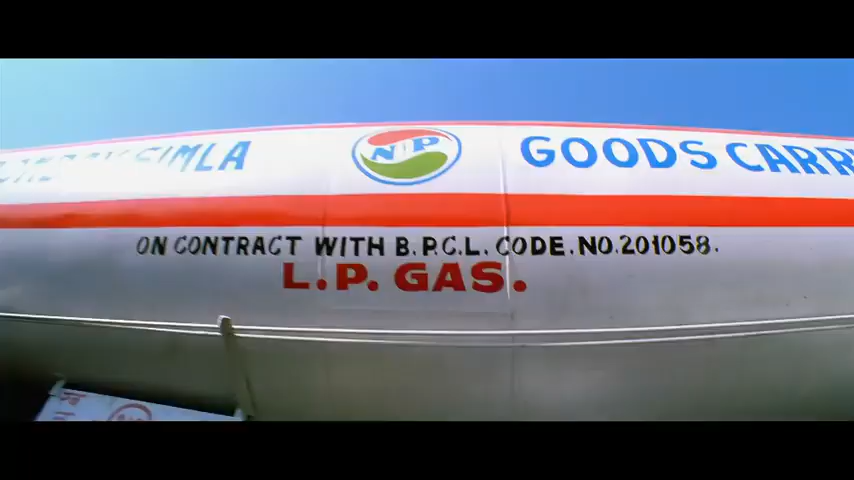 SIMLA
NP
GOODS CARR
ON CONTRACT WITH B.P.C.L. CODE.NO.201058.
L.P. GAS.